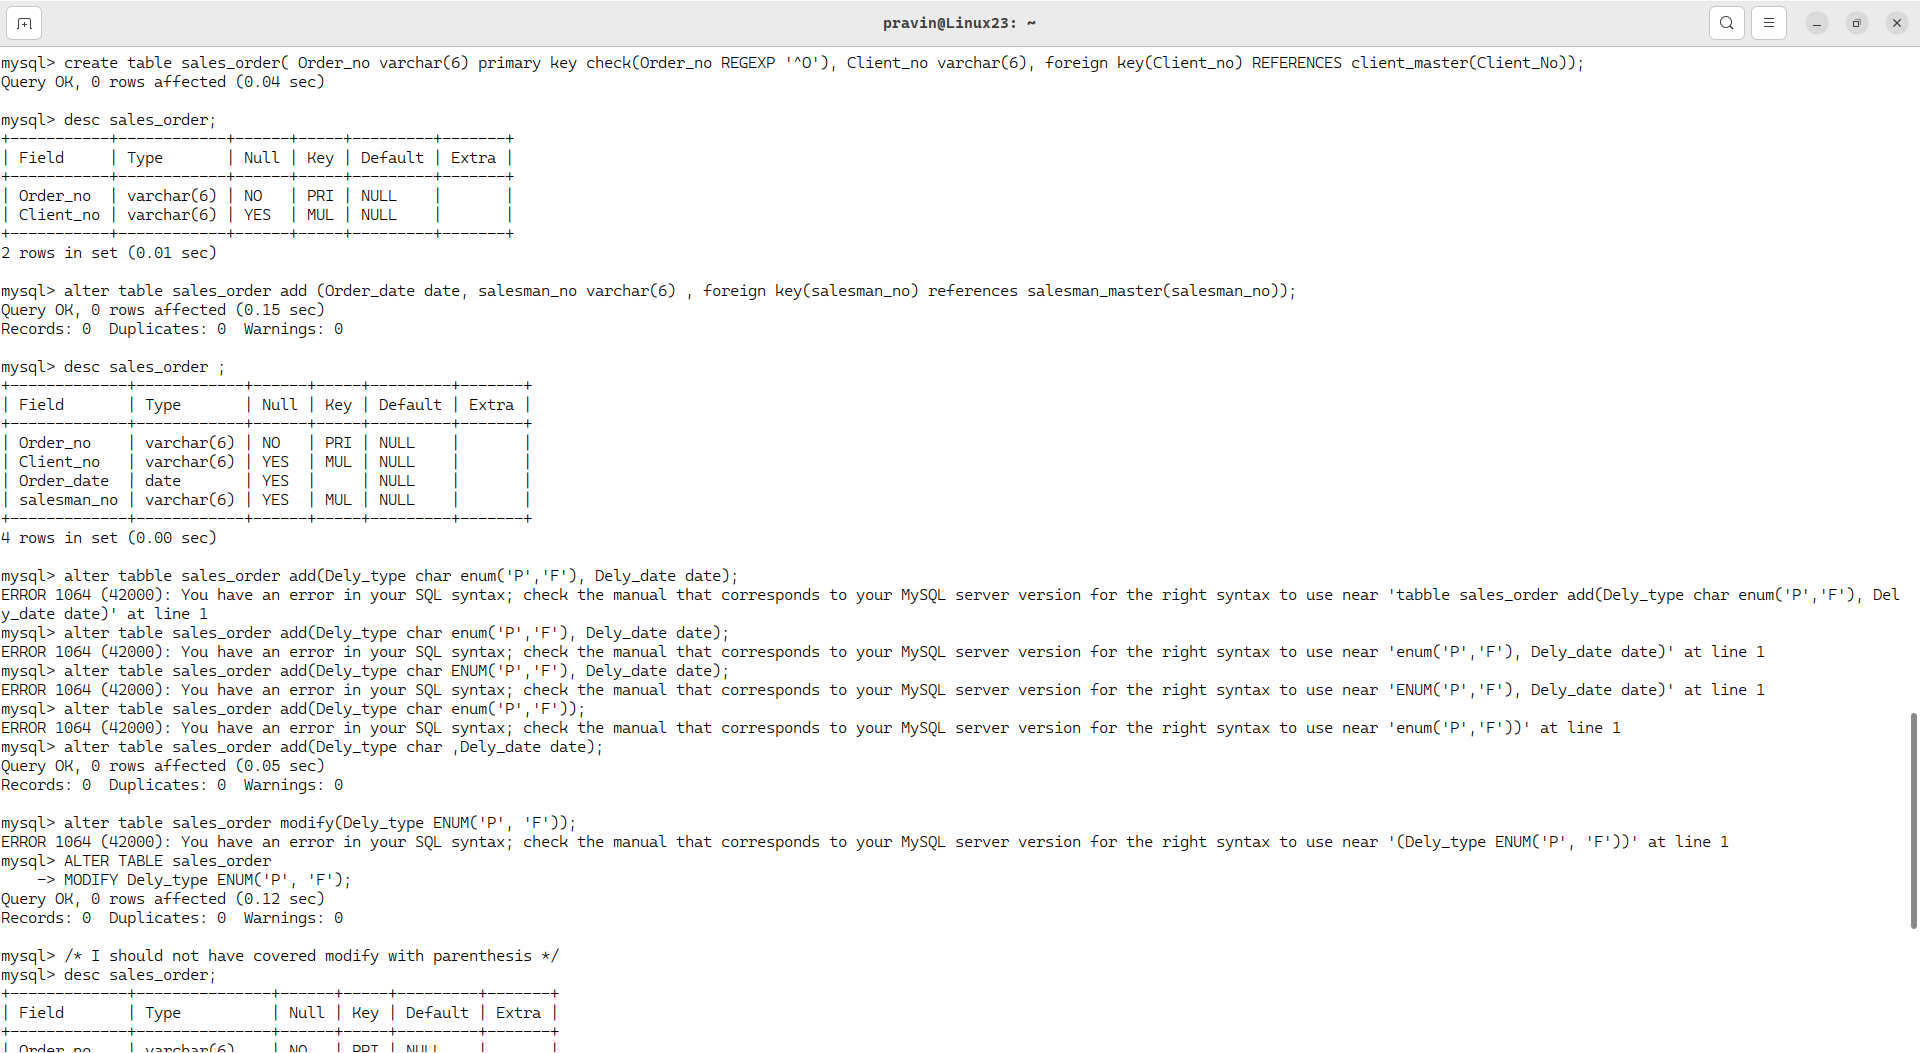 pravin@Linux23: ~
mysql> create table sales_order( Order_no varchar(6) primary key check(Order_no REGEXP '^O'), Client_no varchar(6), foreign key(Client_no) REFERENCES client_master(Client_No));
Query OK, 0 rows affected (0.04 sec)

mysql> desc sales_order;
+-----------+------------+------+-----+---------+-------+
| Field     | Type       | Null | Key | Default | Extra |
+-----------+------------+------+-----+---------+-------+
| Order_no  | varchar(6) | NO   | PRI | NULL    |       |
| Client_no | varchar(6) | YES  | MUL | NULL    |       |
+-----------+------------+------+-----+---------+-------+
2 rows in set (0.01 sec)

mysql> alter table sales_order add (Order_date date, salesman_no varchar(6) , foreign key(salesman_no) references salesman_master(salesman_no));
Query OK, 0 rows affected (0.15 sec)
Records: 0  Duplicates: 0  Warnings: 0

mysql> desc sales_order ;
+-------------+------------+------+-----+---------+-------+
| Field       | Type       | Null | Key | Default | Extra |
+-------------+------------+------+-----+---------+-------+
| Order_no    | varchar(6) | NO   | PRI | NULL    |       |
| Client_no   | varchar(6) | YES  | MUL | NULL    |       |
| Order_date  | date       | YES  |     | NULL    |       |
| salesman_no | varchar(6) | YES  | MUL | NULL    |       |
+-------------+------------+------+-----+---------+-------+
4 rows in set (0.00 sec)

mysql> alter tabble sales_order add(Dely_type char enum('P','F'), Dely_date date);
ERROR 1064 (42000): You have an error in your SQL syntax; check the manual that corresponds to your MySQL server version for the right syntax to use near 'tabble sales_order add(Dely_type char enum('P','F'), Del
y_date date)' at line 1
mysql> alter table sales_order add(Dely_type char enum('P','F'), Dely_date date);
ERROR 1064 (42000): You have an error in your SQL syntax; check the manual that corresponds to your MySQL server version for the right syntax to use near 'enum('P','F'), Dely_date date)' at line 1
mysql> alter table sales_order add(Dely_type char ENUM('P','F'), Dely_date date);
ERROR 1064 (42000): You have an error in your SQL syntax; check the manual that corresponds to your MySQL server version for the right syntax to use near 'ENUM('P','F'), Dely_date date)' at line 1
mysql> alter table sales_order add(Dely_type char enum('P','F'));
ERROR 1064 (42000): You have an error in your SQL syntax; check the manual that corresponds to your MySQL server version for the right syntax to use near 'enum('P','F'))' at line 1
mysql> alter table sales_order add(Dely_type char ,Dely_date date);
Query OK, 0 rows affected (0.05 sec)
Records: 0  Duplicates: 0  Warnings: 0

mysql> alter table sales_order modify(Dely_type ENUM('P', 'F'));
ERROR 1064 (42000): You have an error in your SQL syntax; check the manual that corresponds to your MySQL server version for the right syntax to use near '(Dely_type ENUM('P', 'F'))' at line 1
mysql> ALTER TABLE sales_order
    -> MODIFY Dely_type ENUM('P', 'F');
Query OK, 0 rows affected (0.12 sec)
Records: 0  Duplicates: 0  Warnings: 0

mysql> /* I should not have covered modify with parenthesis */
mysql> desc sales_order;
+-------------+---------------+------+-----+---------+-------+
| Field       | Type          | Null | Key | Default | Extra |
+-------------+---------------+------+-----+---------+-------+
| Order_no    | varchar(6)    | NO   | PRI | NULL    |       |